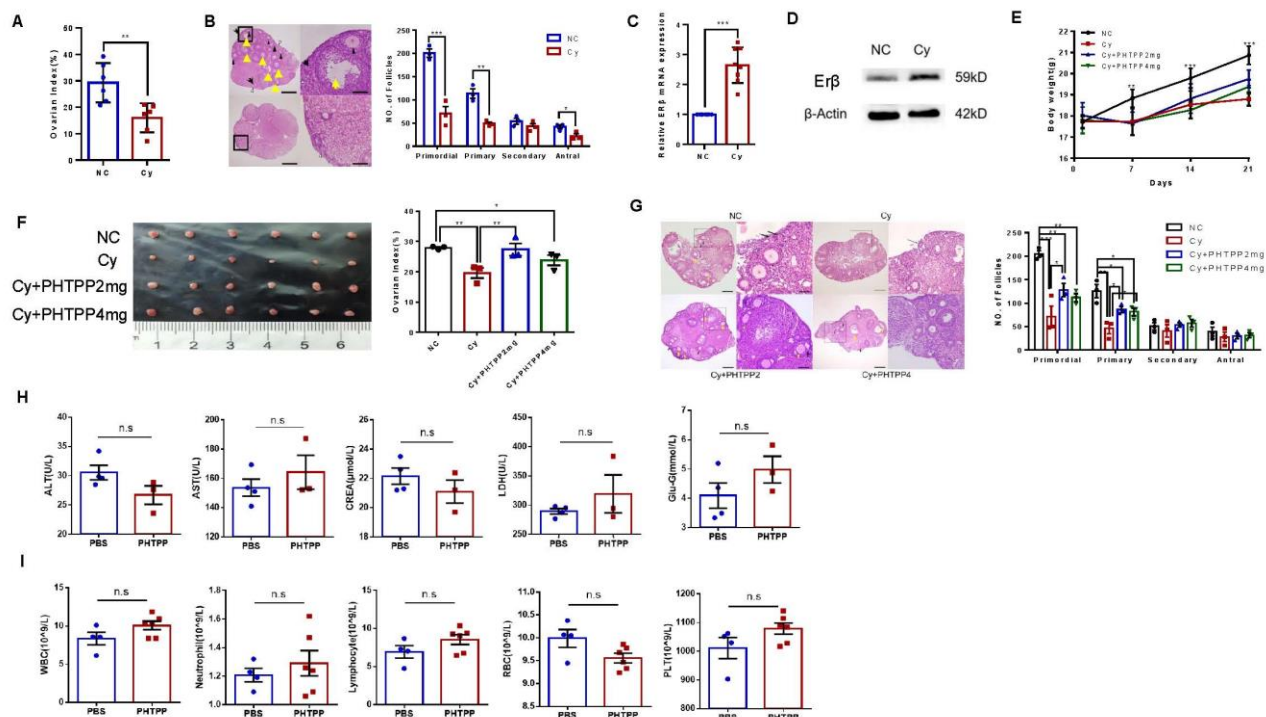 A
Ovarian Index(%)
40
30
20
10
0
**
NC
Cy
B
NO. of Follicles
250
200
150
100
50
0
***
**
*
NC
Cy
Primordial
Primary
Secondary
Antral
C
Relative ERβ mRNA expression
4
3
2
1
0
***
NC
Cy
D
NC
Cy
Erβ
59kD
β-Actin
42kD
E
Body weight(g)
22
21
20
19
18
17
16
NC
Cy
Cy+PHTPP2mg
Cy+PHTPP4mg
**
***
***
7
14
21
Days
F
NC
Cy
Cy+PHTPP2mg
Cy+PHTPP4mg
1 2 3 4 5 6
Ovarian Index(%)
40
30
20
10
0
*
**
**
NC
Cy
Cy+PHTPP2mg
Cy+PHTPP4mg
G
NC
Cy
Cy+PHTPP2
Cy+PHTPP4
NO. of Follicles
250
200
150
100
50
0
NC
Cy
Cy+PHTPP2mg
Cy+PHTPP4mg
Primordial
Primary
Secondary
Antral
H
ALT(U/L)
40
35
30
25
20
n.s
PBS
PHTPP
AST(U/L)
200
180
160
140
120
n.s
PBS
PHTPP
CREA(μmol/L)
26
24
22
20
18
n.s
PBS
PHTPP
LDH(U/L)
450
400
350
300
250
n.s
PBS
PHTPP
Glu-G(mmol/L)
7
6
5
4
3
n.s
PBS
PHTPP
I
WBC(10^9/L)
15
10
5
0
n.s
PBS
PHTPP
Neutrophil(10^9/L)
1.8
1.6
1.4
1.2
1.0
n.s
PBS
PHTPP
Lymphocyte(10^9/L)
15
10
5
0
n.s
PBS
PHTPP
RBC(10^9/L)
11.0
10.5
10.0
9.5
9.0
n.s
PBS
PHTPP
PLT(10^9/L)
1200
1100
1000
900
800
n.s
PBS
PHTPP